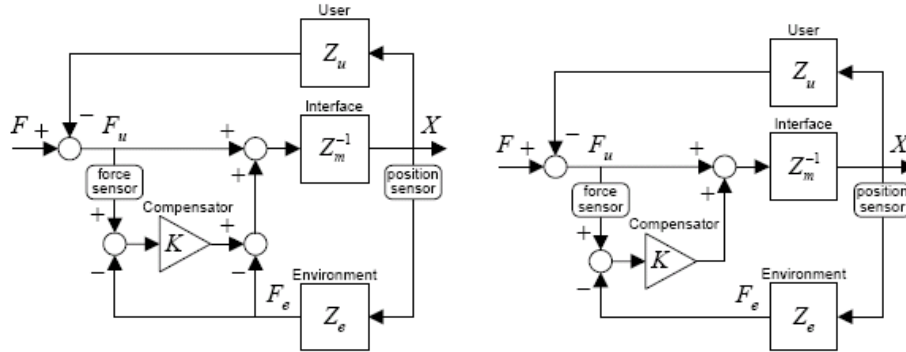 User
Z_u
Interface
Z_m^{-1}
X
F + − F_u + +
force
sensor
position
sensor
Compensator
+ − K + −
Environment
F_e
Z_e
User
Z_u
Interface
Z_m^{-1}
X
F + − F_u + +
force
sensor
position
sensor
Compensator
+ − K
Environment
F_e
Z_e